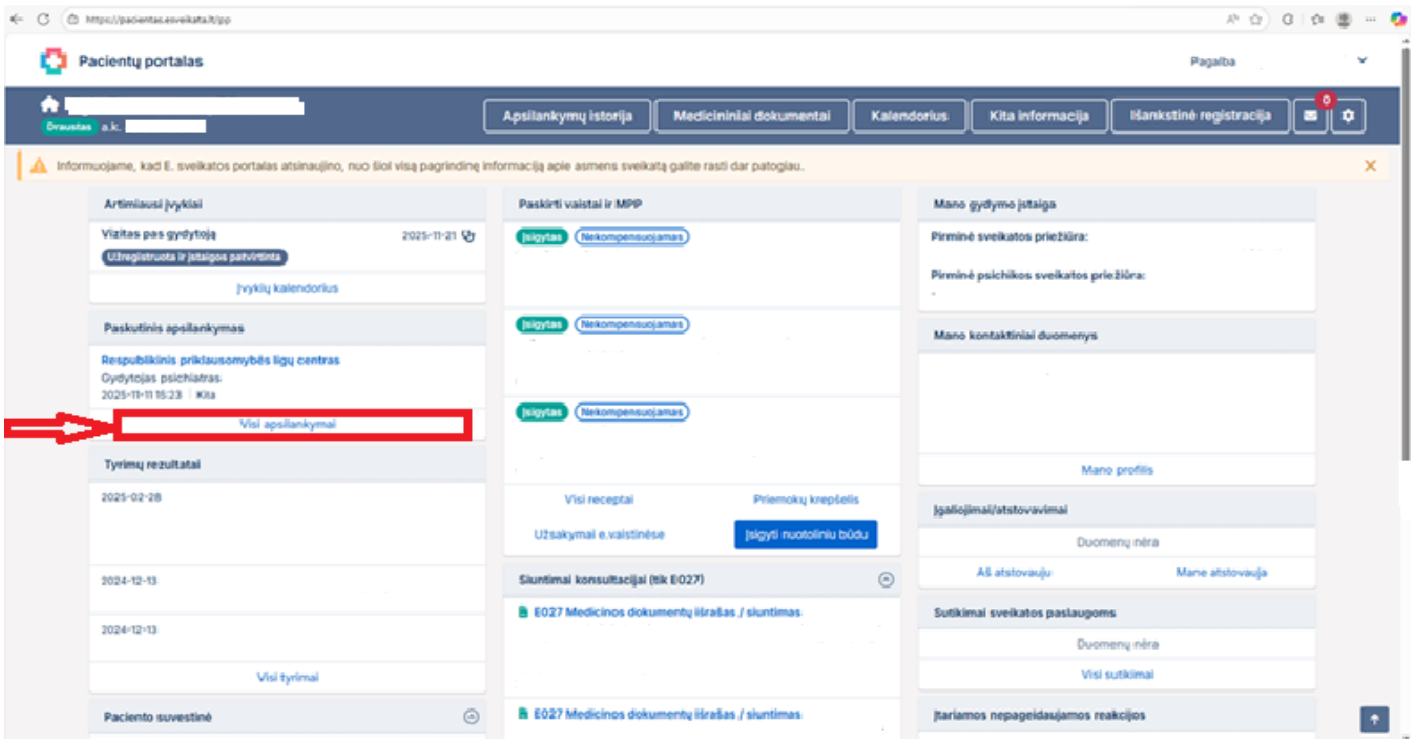 https://pacientas.esveikata.lt/pp
Pacientų portalas
Pagalba
Draustas a.k.
Apsilankymų istorija
Medicininiai dokumentai
Kalendorius
Kita informacija
Išankstinė registracija
0
Informuojame, kad E. sveikatos portalas atsinaujino, nuo šiol visą pagrindinę informaciją apie asmens sveikatą galite rasti dar patogiau..
Artimiausi įvykiai
Vizitas pas gydytoją 2025-11-21
Užregistruota ir įstaigos patvirtinta
Įvykių kalendorius
Paskutinis apsilankymas
Respublikinis priklausomybės ligų centras
Gydytojas psichiatras
2025-11-11 15:23 | Kita
Visi apsilankymai
Tyrimų rezultatai
2025-02-28
2024-12-13
2024-12-13
Visi tyrimai
Paciento suvestinė
Paskirti vaistai ir MPP
Įsigytas Nekompensuojamas
Įsigytas Nekompensuojamas
Įsigytas Nekompensuojamas
Visi receptai Priemokų krepšelis
Užsakymai e.vaistinėse Įsigyti nuotoliniu būdu
Siuntimai konsultacijai (tik E027)
E027 Medicinos dokumentų išrašas / siuntimas
E027 Medicinos dokumentų išrašas / siuntimas
Mano gydymo įstaiga
Pirminė sveikatos priežiūra:
Pirminė psichikos sveikatos priežiūra:
-
Mano kontaktiniai duomenys
Mano profilis
Įgaliojimai/atstovavimai
Duomenų nėra
Aš atstovauju Mane atstovauja
Sutikimai sveikatos paslaugoms
Duomenų nėra
Visi sutikimai
Įtariamos nepageidaujamos reakcijos